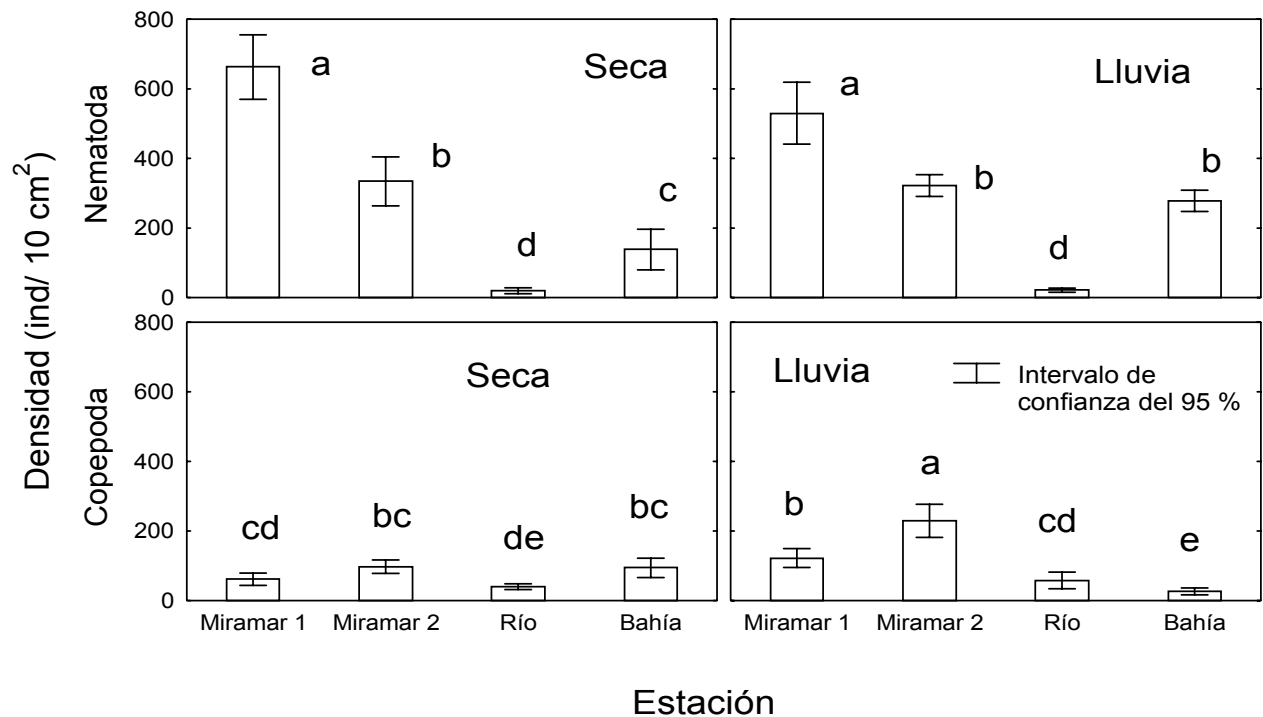 800
600
400
200
0
Nematoda
Seca
a
b
d
c
Lluvia
a
b
d
b
800
600
400
200
0
Copepoda
Seca
cd
bc
de
bc
Lluvia
Intervalo de
confianza del 95 %
b
a
cd
e
Miramar 1 Miramar 2 Río Bahía
Miramar 1 Miramar 2 Río Bahía
Densidad (ind/ 10 cm²)
Estación